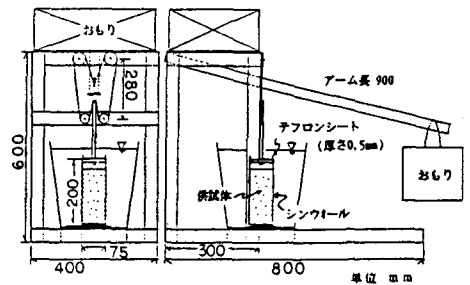 おもり
アーム長 900
280
600
テフロンシート
(厚さ0.5mm)
おもり
供試体
シンウォール
200
75
300
400
800
単位 mm